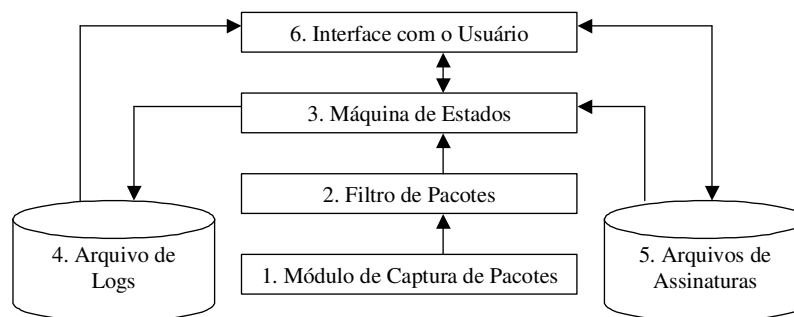 6. Interface com o Usuário
3. Máquina de Estados
2. Filtro de Pacotes
4. Arquivo de
Logs
5. Arquivos de
Assinaturas
1. Módulo de Captura de Pacotes